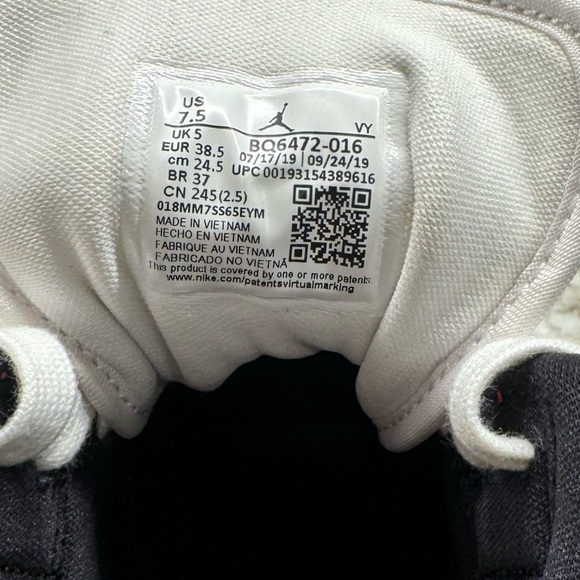 US
7.5
VY
UK 5
BQ6472-016
EUR 38.5
07/17/19 | 09/24/19
cm 24.5
UPC 00193154389616
BR 37
CN 245 (2.5)
018MM7SS65EYM
MADE IN VIETNAM
HECHO EN VIETNAM
FABRIQUE AU VIETNAM
FABRICADO NO VIETNÃ
This product is covered by one or more patents:
www.nike.com/patentsvirtualmarking